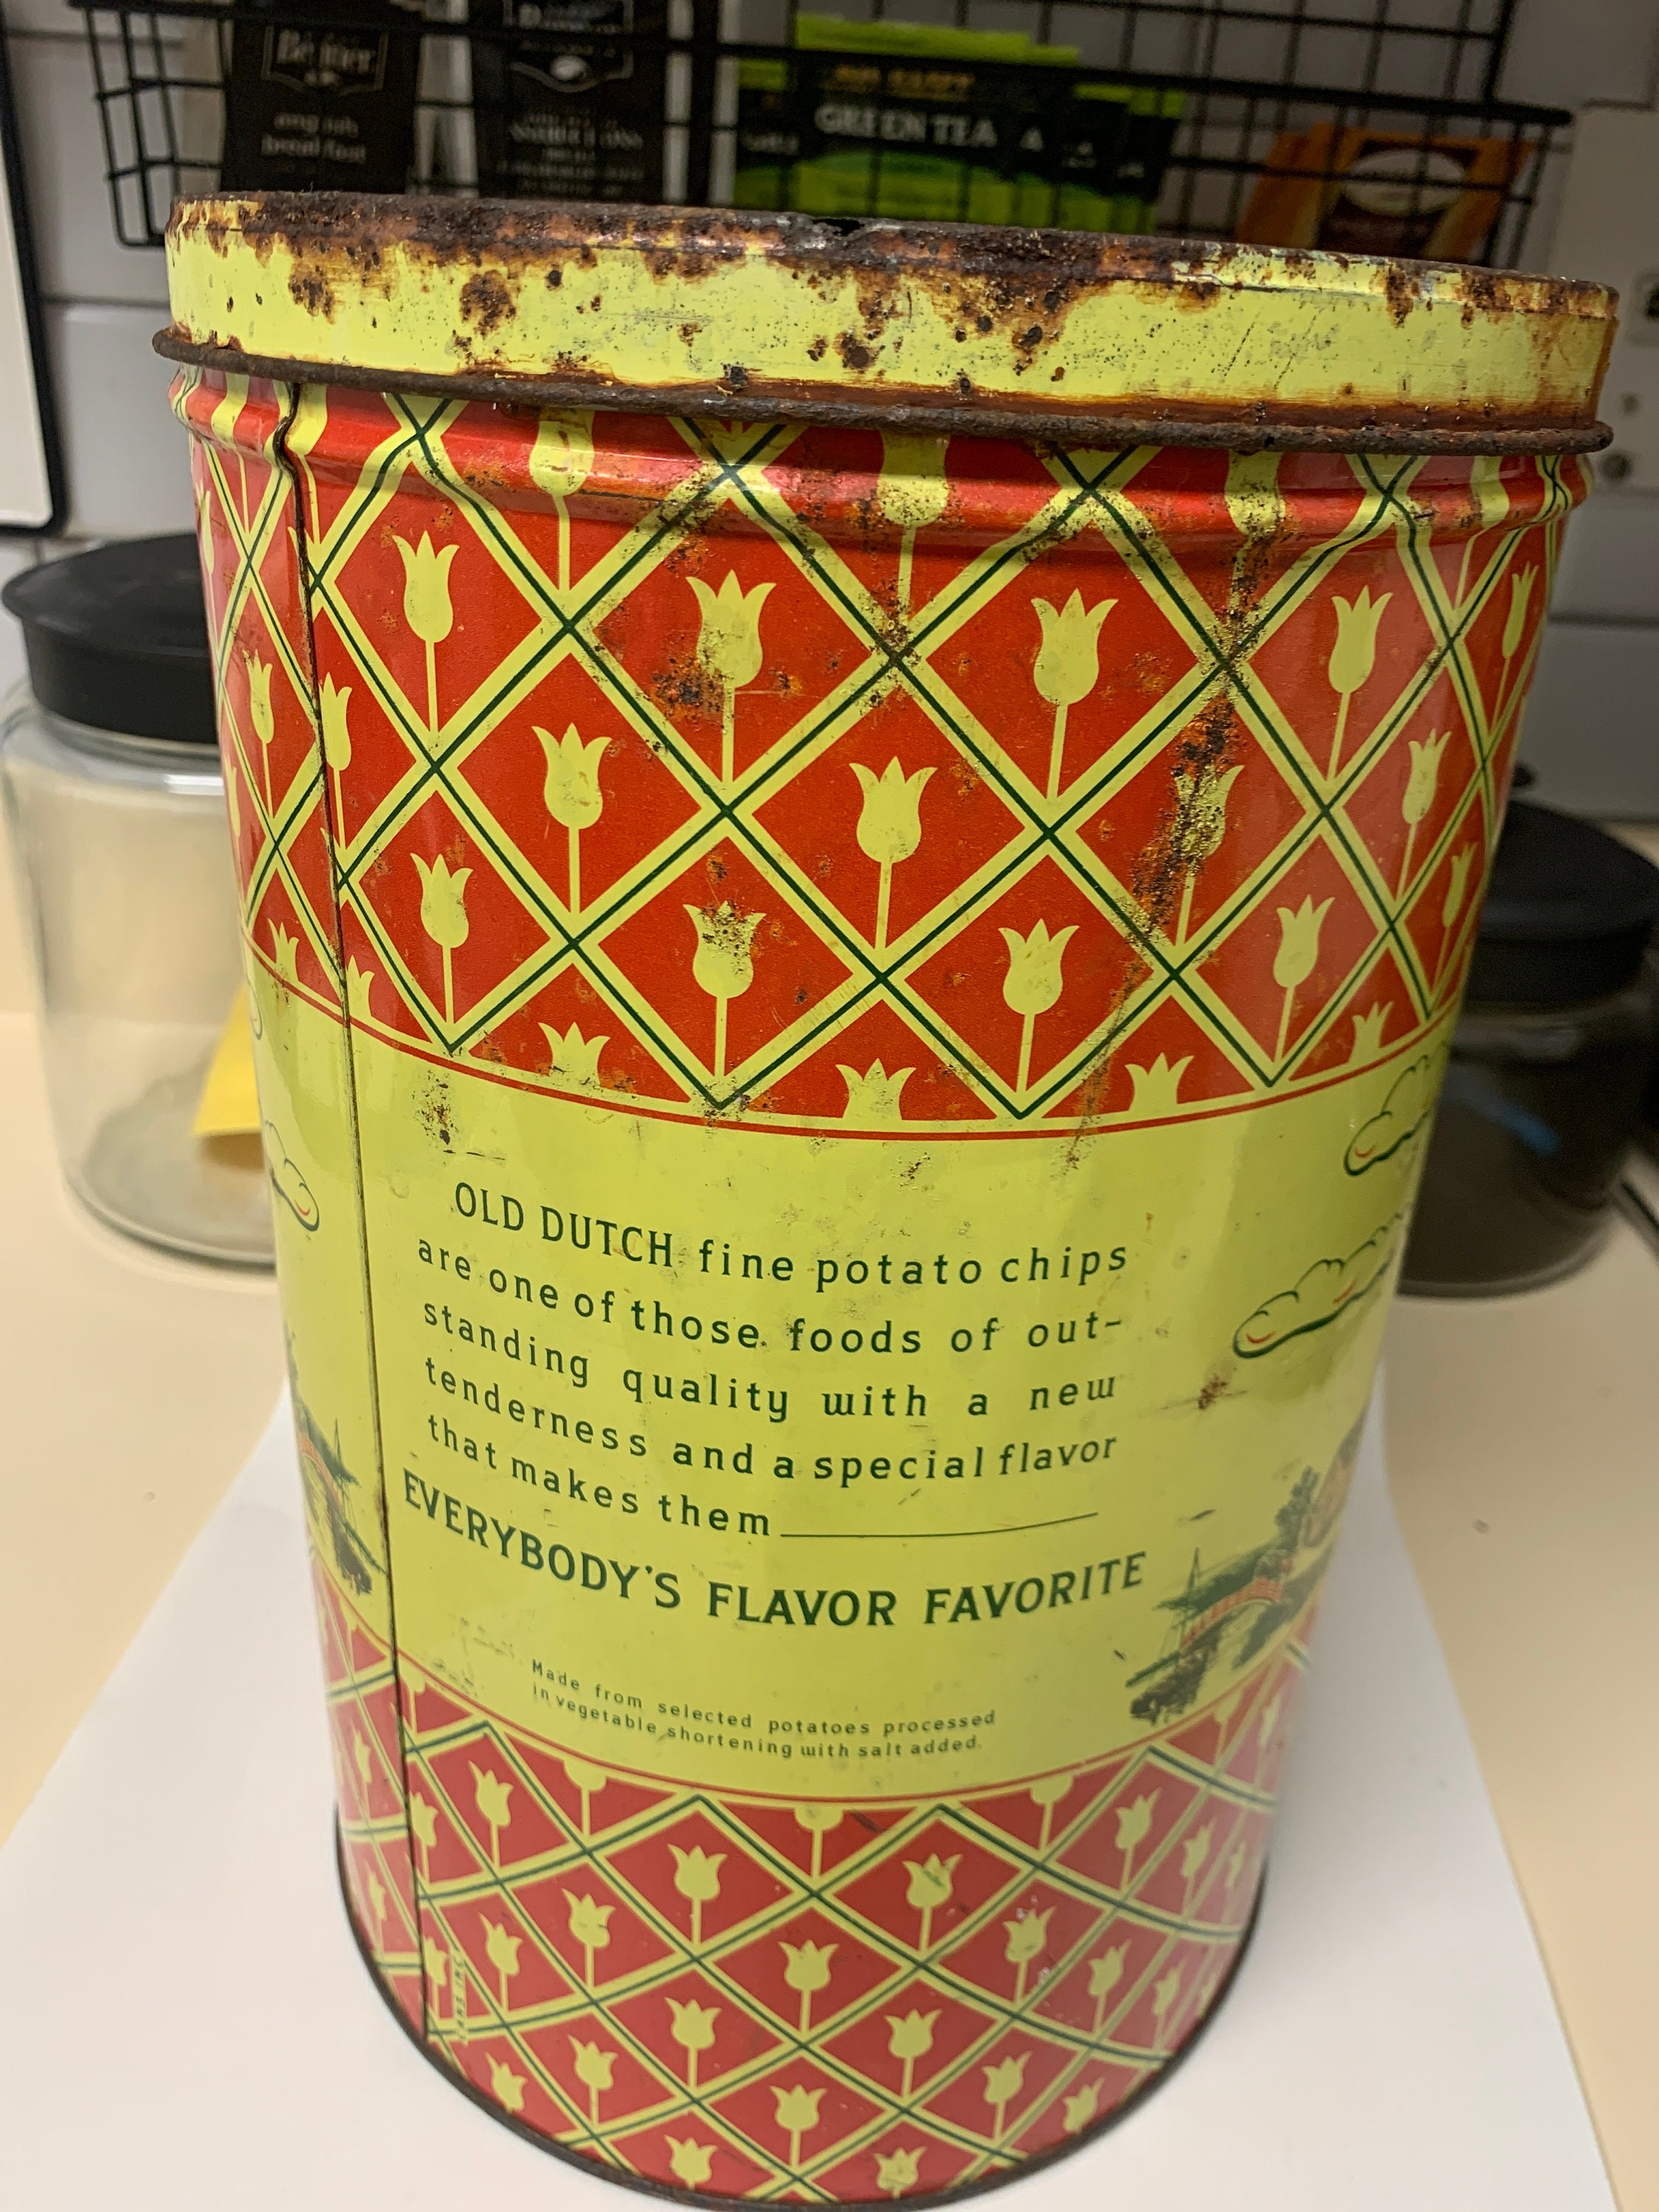 Better
GREEN TEA
OLD DUTCH fine potato chips
are one of those foods of out-
standing quality with a new
tenderness and a special flavor
that makes them
EVERYBODY'S FLAVOR FAVORITE
Made from selected potatoes processed
in vegetable shortening with salt added.